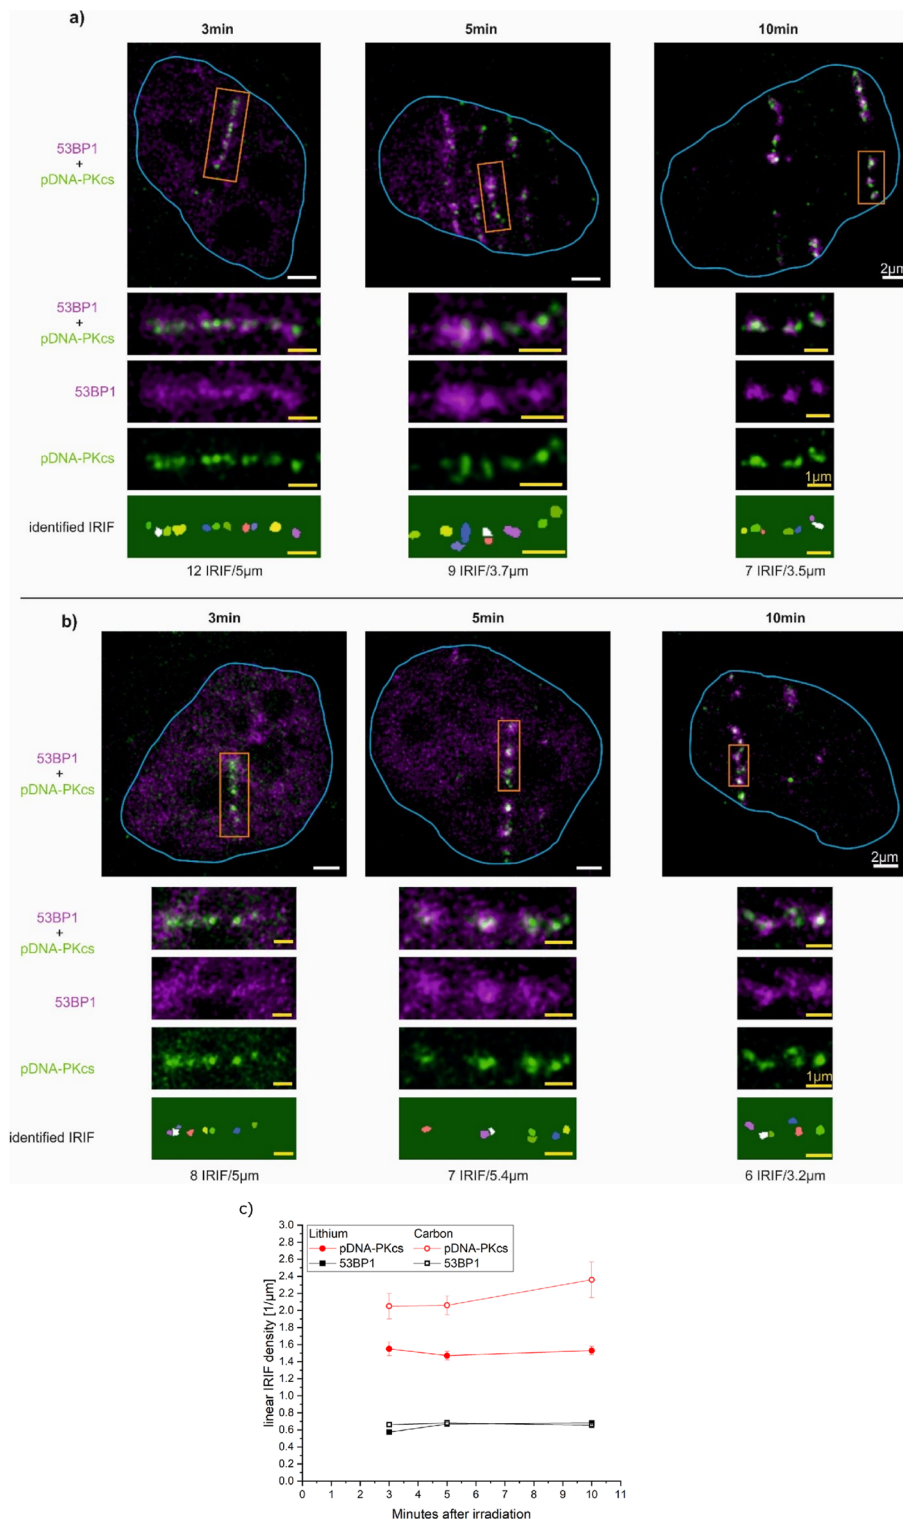 a)
3min
5min
10min
53BP1
+
pDNA-PKcs
2μm
53BP1
+
pDNA-PKcs
53BP1
pDNA-PKcs
1μm
identified IRIF
12 IRIF/5μm
9 IRIF/3.7μm
7 IRIF/3.5μm
b)
3min
5min
10min
53BP1
+
pDNA-PKcs
2μm
53BP1
+
pDNA-PKcs
53BP1
pDNA-PKcs
1μm
identified IRIF
8 IRIF/5μm
7 IRIF/5.4μm
6 IRIF/3.2μm
c)
Lithium Carbon
pDNA-PKcs pDNA-PKcs
53BP1 53BP1
linear IRIF density [1/μm]
3.0
2.8
2.6
2.4
2.2
2.0
1.8
1.6
1.4
1.2
1.0
0.8
0.6
0.4
0.2
0.0
0 1 2 3 4 5 6 7 8 9 10 11
Minutes after irradiation